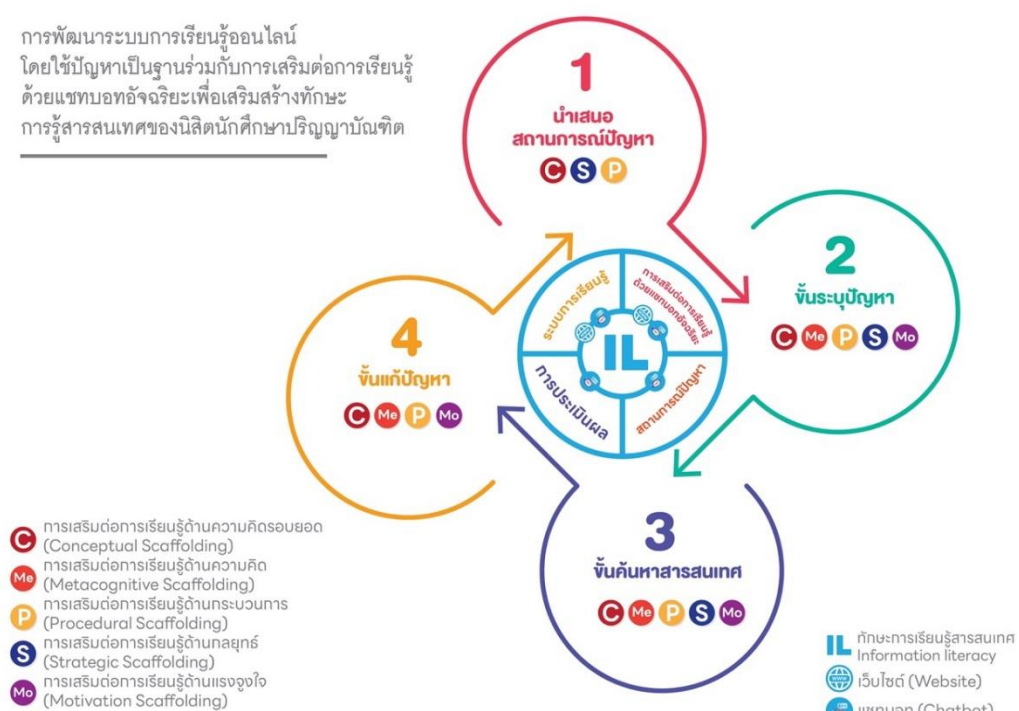 การพัฒนาระบบการเรียนรู้ออนไลน์
โดยใช้ปัญหาเป็นฐานร่วมกับการเสริมต่อการเรียนรู้
ด้วยแชทบอทอัจฉริยะเพื่อเสริมสร้างทักษะ
การรู้สารสนเทศของนิสิตนักศึกษาปริญญาบัณฑิต
1
นำเสนอ
สถานการณ์ปัญหา
C S P
2
ขั้นระบุปัญหา
C Me P S Mo
3
ขั้นค้นหาสารสนเทศ
C Me P S Mo
4
ขั้นแก้ปัญหา
C Me P Mo
ระบบการเรียนรู้
การเสริมต่อการเรียนรู้
ด้วยแชทบอทอัจฉริยะ
IL
การประเมินผล
สถานการณ์ปัญหา
C การเสริมต่อการเรียนรู้ด้านความคิดรอบยอด
(Conceptual Scaffolding)
Me การเสริมต่อการเรียนรู้ด้านความคิด
(Metacognitive Scaffolding)
P การเสริมต่อการเรียนรู้ด้านกระบวนการ
(Procedural Scaffolding)
S การเสริมต่อการเรียนรู้ด้านกลยุทธ์
(Strategic Scaffolding)
Mo การเสริมต่อการเรียนรู้ด้านแรงจูงใจ
(Motivation Scaffolding)
IL ทักษะการเรียนรู้สารสนเทศ
Information literacy
WWW เว็บไซต์ (Website)
แชทบอท (Chatbot)